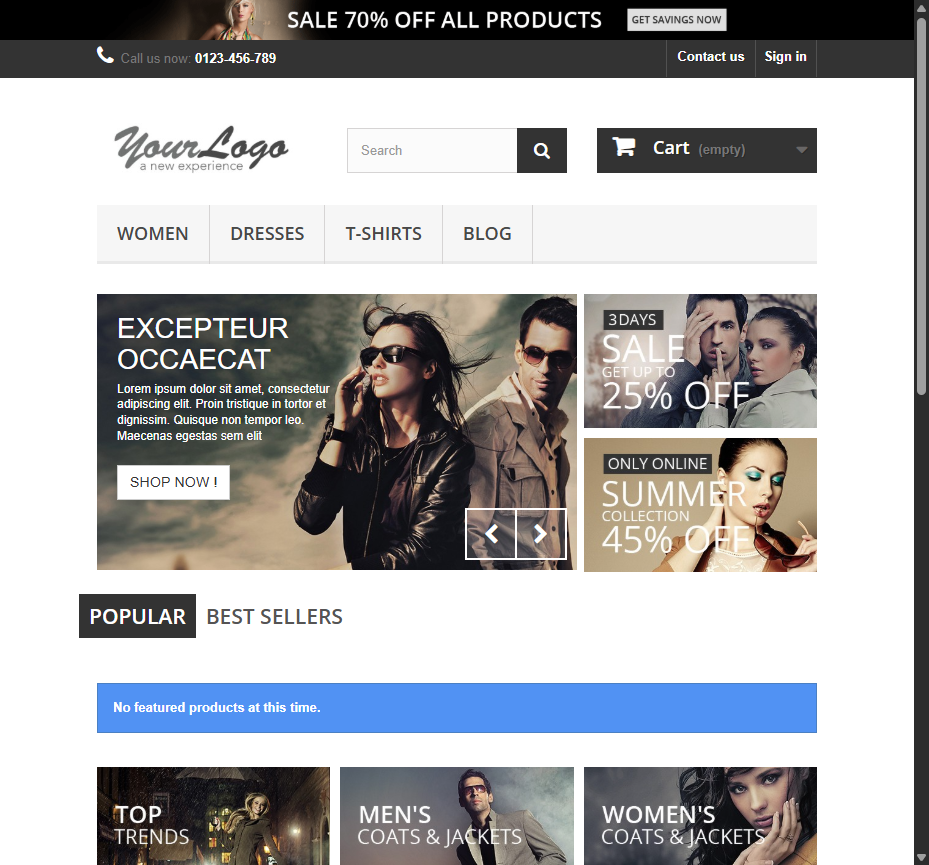 SALE 70% OFF ALL PRODUCTS GET SAVINGS NOW
Call us now: 0123-456-789 Contact us Sign in
YourLogo
a new experience
Search
Cart (empty)
WOMEN DRESSES T-SHIRTS BLOG
EXCEPTEUR
OCCAECAT
Lorem ipsum dolor sit amet, consectetur
adipiscing elit. Proin tristique in tortor et
dignissim. Quisque non tempor leo.
Maecenas egestas sem elit
SHOP NOW !
3 DAYS
SALE
GET UP TO
25% OFF
ONLY ONLINE
SUMMER
COLLECTION
45% OFF
POPULAR BEST SELLERS
No featured products at this time.
TOP
TRENDS
MEN'S
COATS & JACKETS
WOMEN'S
COATS & JACKETS